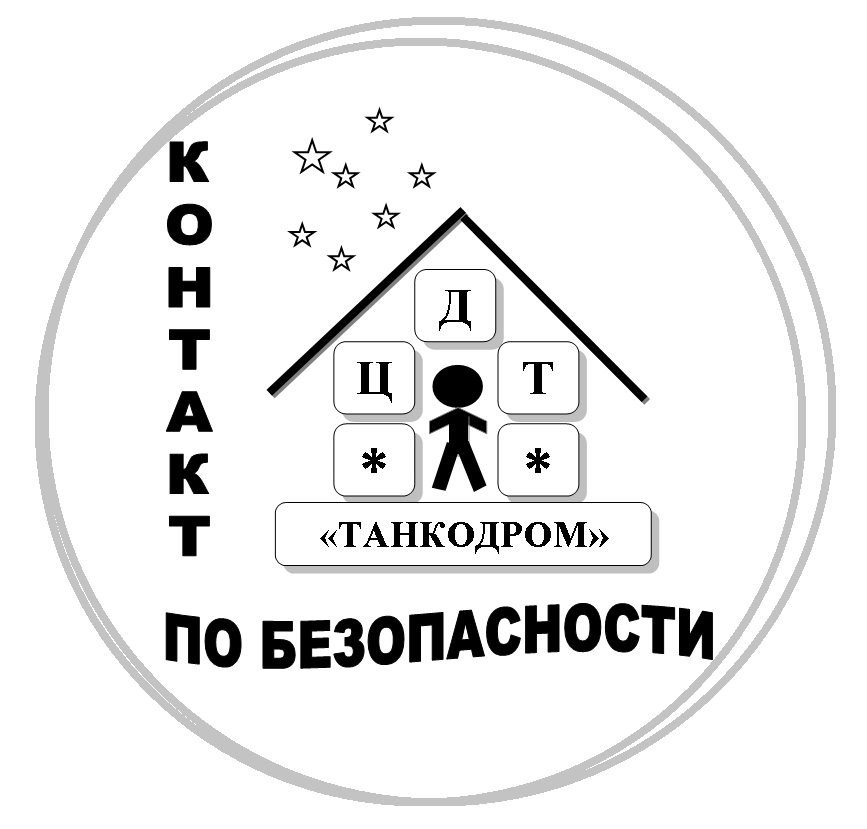 КОНТАКТ
Д
Ц Т
* *
«ТАНКОДРОМ»
ПО БЕЗОПАСНОСТИ